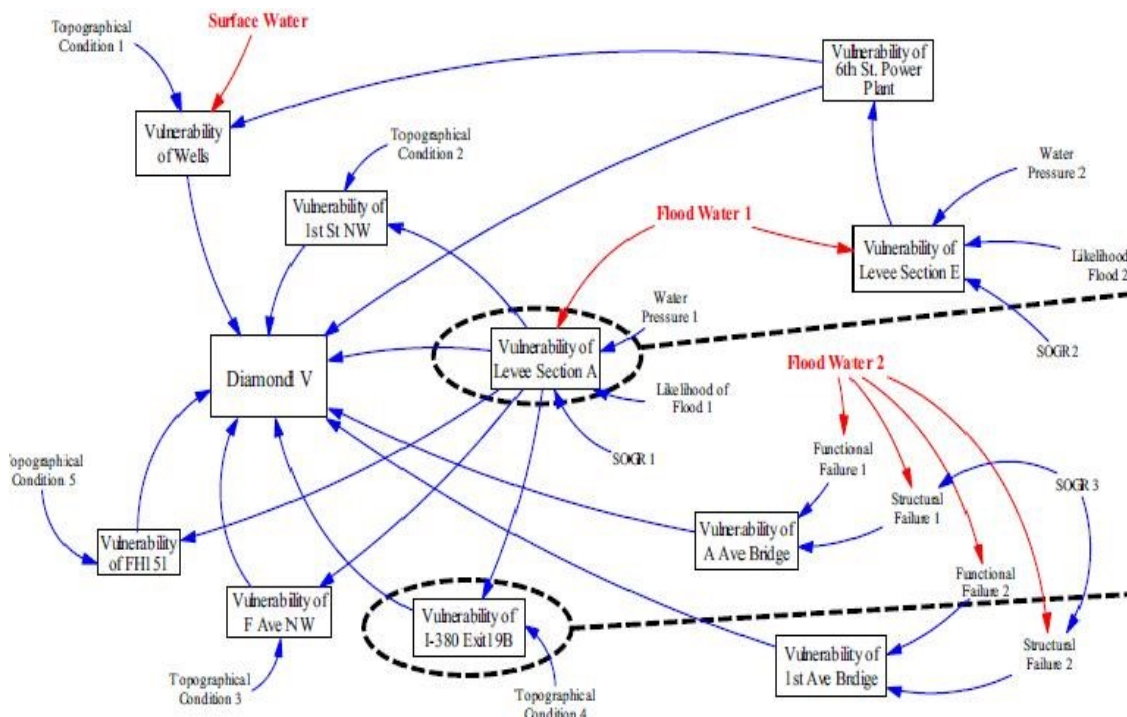 Topographical
Condition 1
Surface Water
Vulnerability of
6th St. Power
Plant
Vulnerability
of Wells
Topographical
Condition 2
Water
Pressure 2
Vulnerability of
1st St NW
Flood Water 1
Vulnerability of
Levee Section E
Likelihood of
Flood 2
Water
Pressure 1
Vulnerability of
Levee Section A
SOGR 2
Diamond V
Flood Water 2
Likelihood of
Flood 1
Functional
Failure 1
SOGR 1
Topographical
Condition 5
Structural
Failure 1
SOGR 3
Vulnerability of
A Ave Bridge
Vulnerability
of FH151
Functional
Failure 2
Vulnerability of
F Ave NW
Vulnerability of
I-380 Exit19B
Structural
Failure 2
Vulnerability of
1st Ave Bridge
Topographical
Condition 3
Topographical
Condition 4